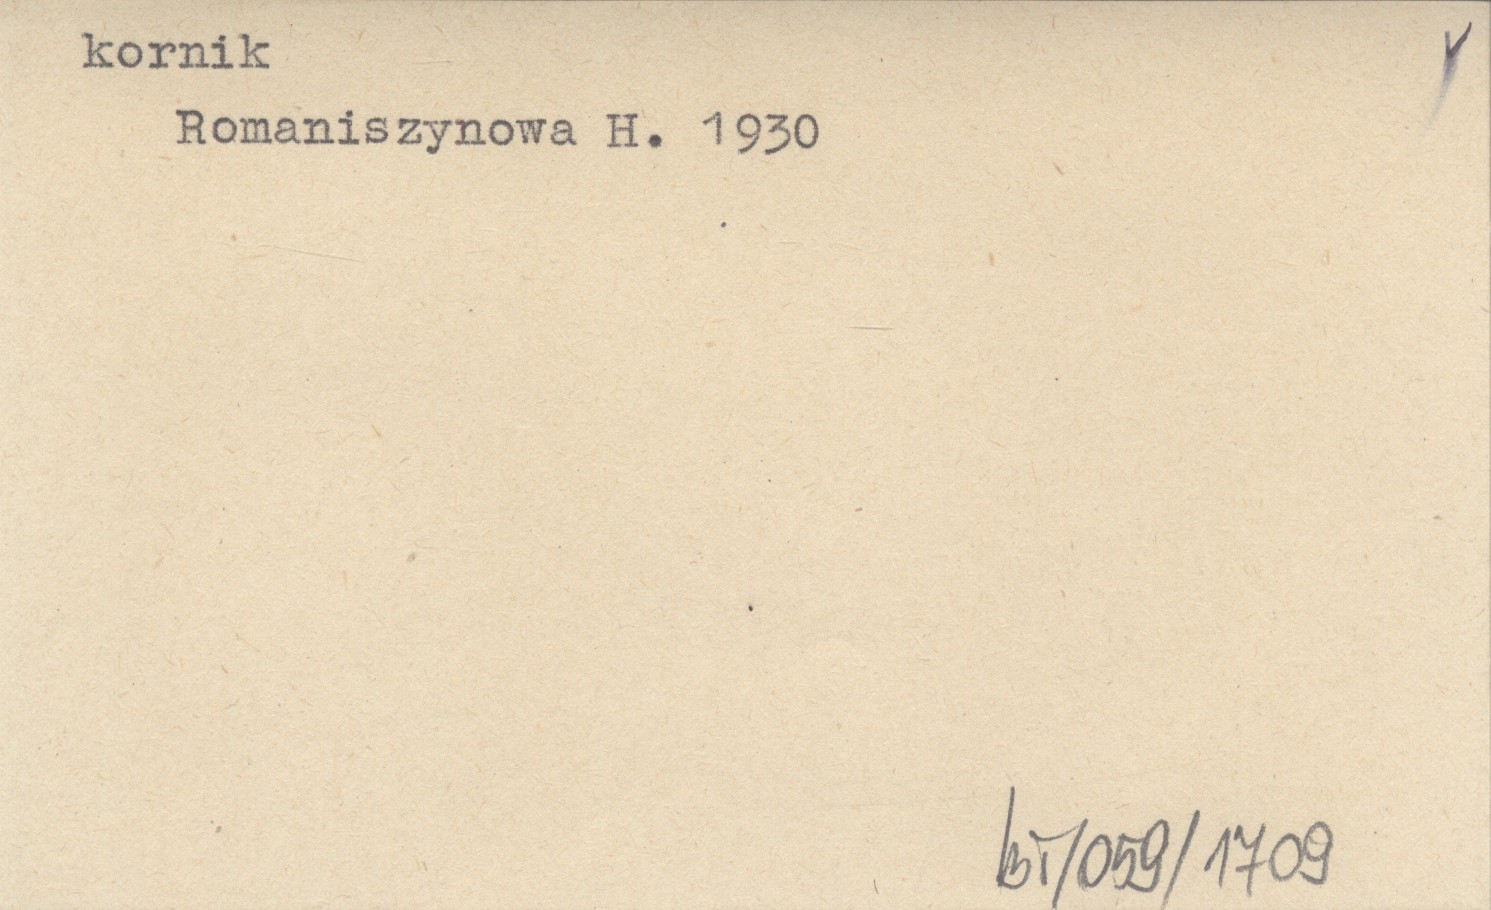 kornik
Romaniszynowa H. 1930
bT/059/1709